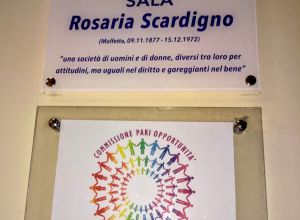 SALA
Rosaria Scardigno
(Molfetta, 09.11.1877 - 15.12.1972)
"una società di uomini e di donne, diversi tra loro per
attitudini, ma uguali nel diritto e gareggianti nel bene"
COMMISSIONE PARI OPPORTUNITA'